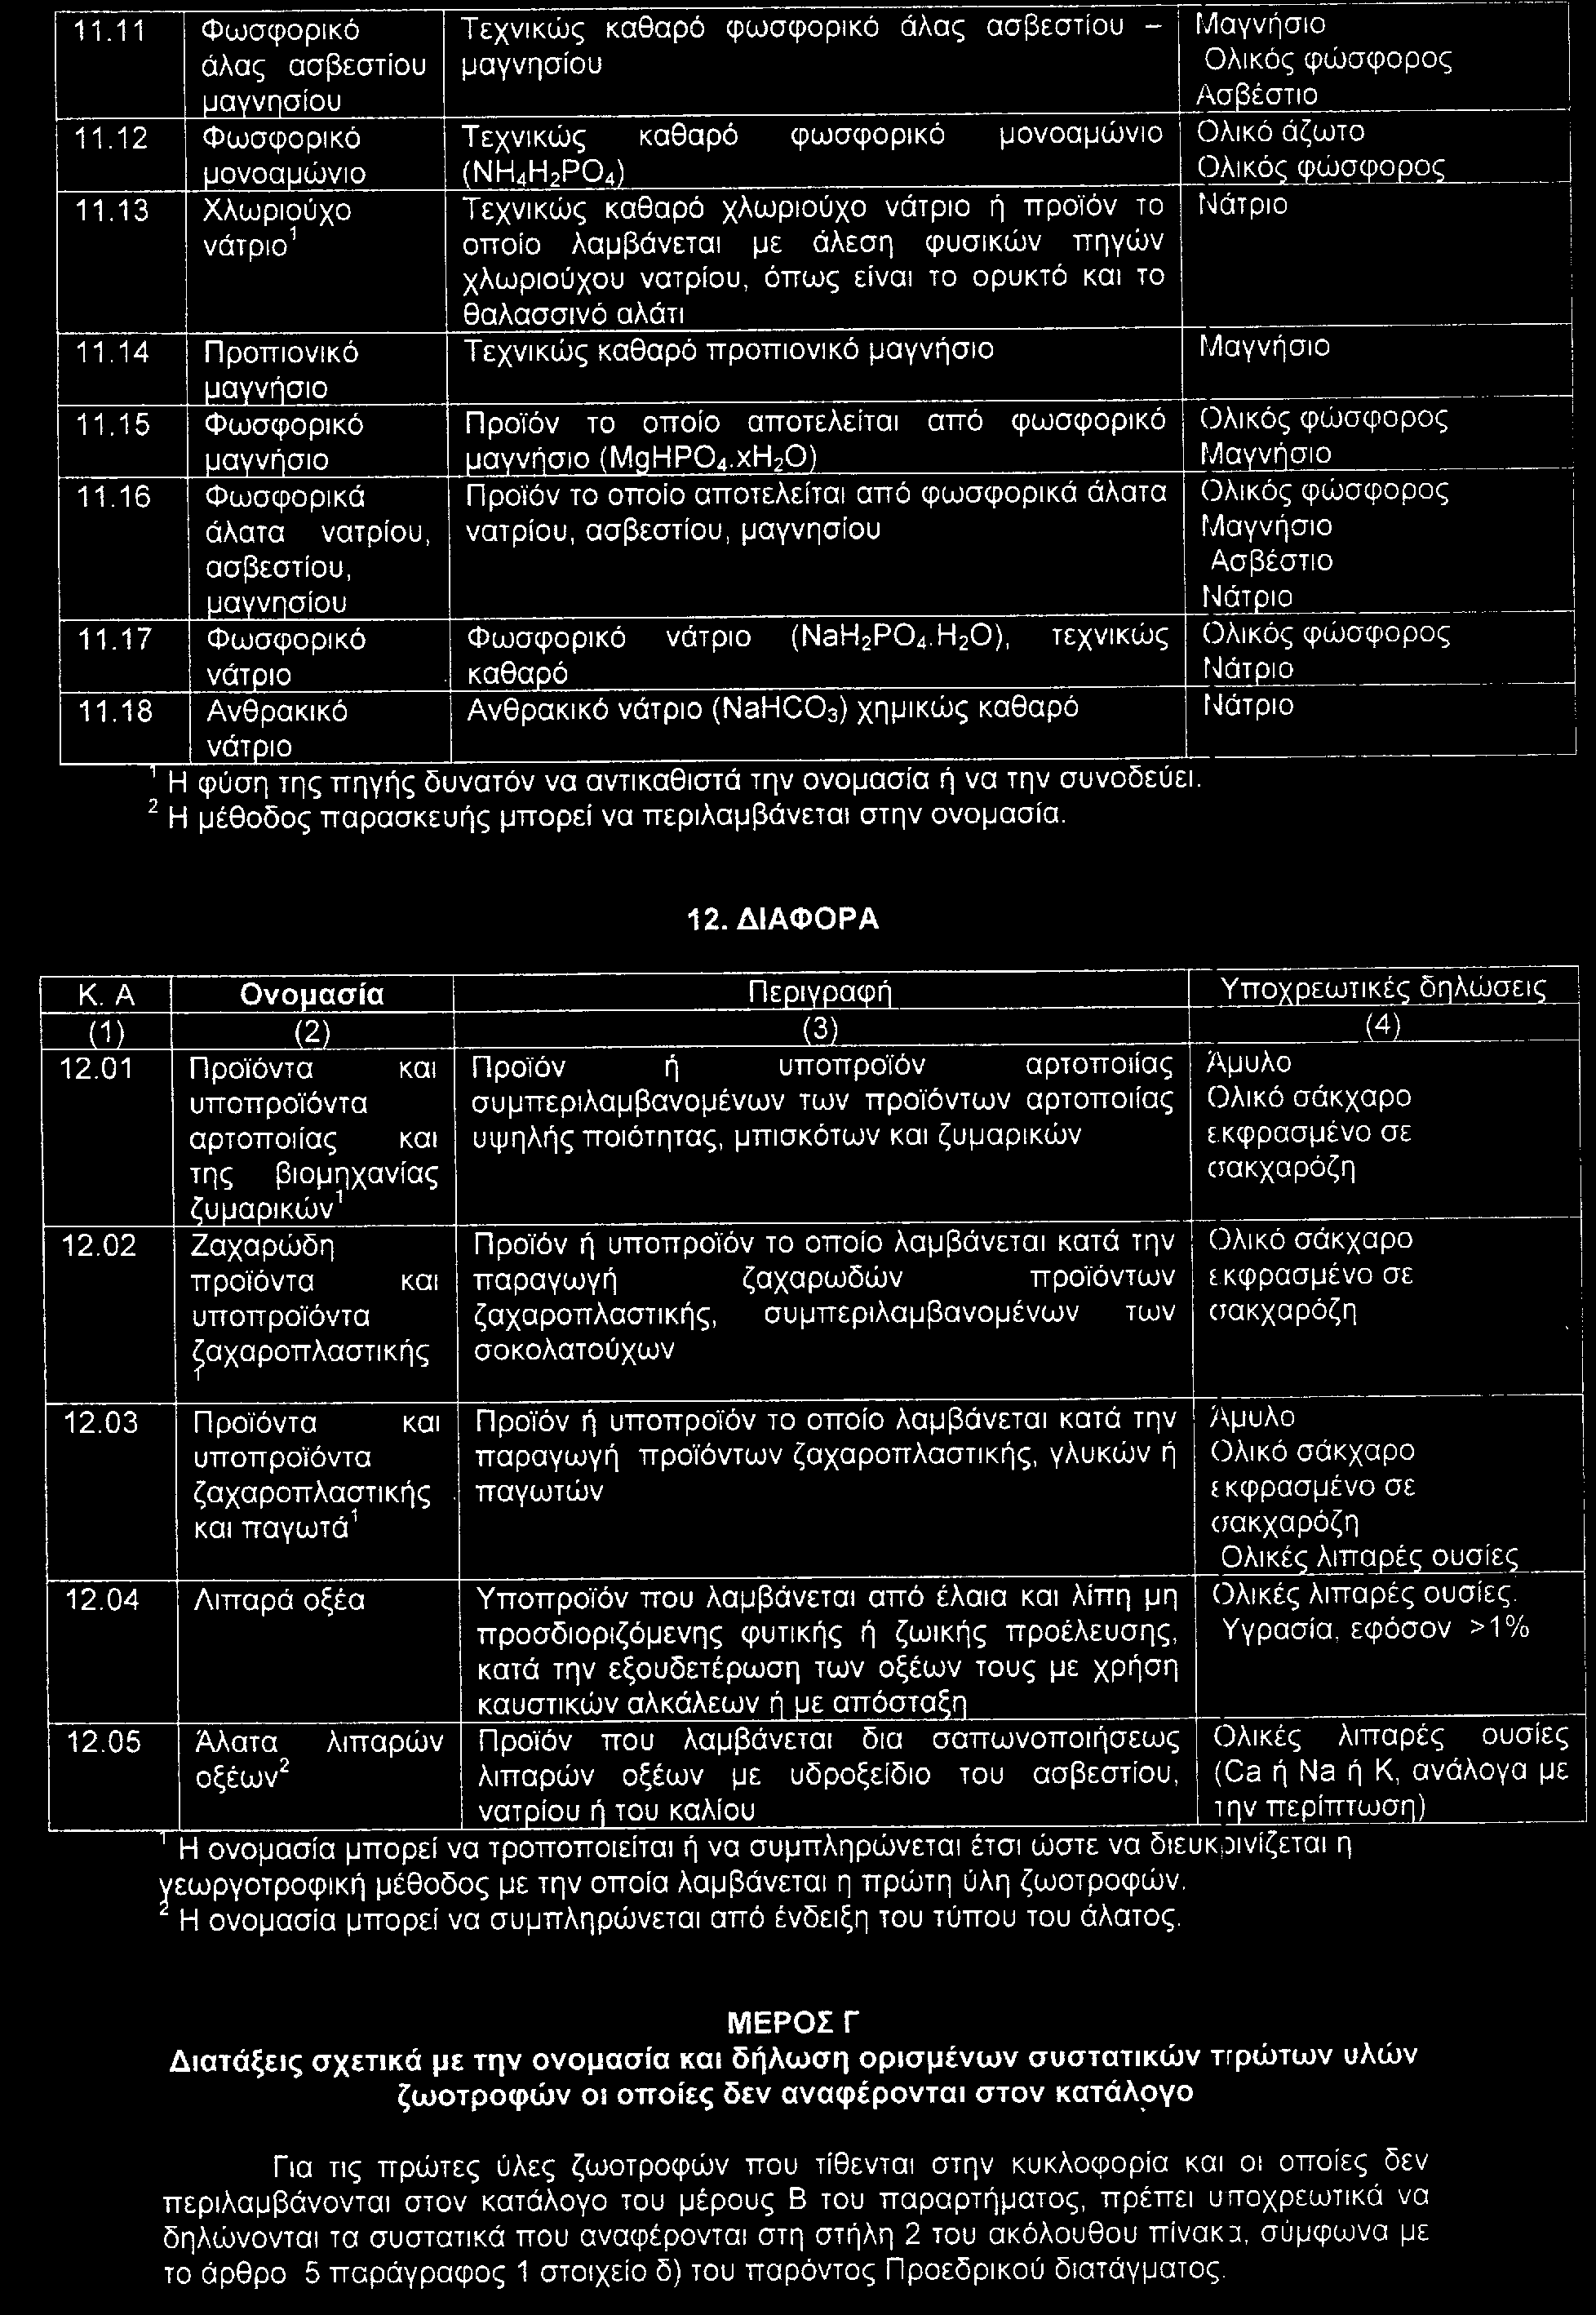 11.11 Φωσφορικό Τεχνικώς καθαρό φωσφορικό άλας ασβεστίου – Μαγνήσιο
άλας ασβεστίου μαγνησίου Ολικός φώσφορος
μαγνησίου Ασβέστιο
11.12 Φωσφορικό Τεχνικώς καθαρό φωσφορικό μονοαμώνιο Ολικό άζωτο
μονοαμώνιο (NH₄H₂PO₄) Ολικός φώσφορος
11.13 Χλωριούχο Τεχνικώς καθαρό χλωριούχο νάτριο ή προϊόν το Νάτριο
νάτριο¹ οποίο λαμβάνεται με άλεση φυσικών πηγών
χλωριούχου νατρίου, όπως είναι το ορυκτό και το
θαλασσινό αλάτι
11.14 Προπιονικό Τεχνικώς καθαρό προπιονικό μαγνήσιο Μαγνήσιο
μαγνήσιο
11.15 Φωσφορικό Προϊόν το οποίο αποτελείται από φωσφορικό Ολικός φώσφορος
μαγνήσιο μαγνήσιο (MgHPO₄.xH₂O) Μαγνήσιο
11.16 Φωσφορικά Προϊόν το οποίο αποτελείται από φωσφορικά άλατα Ολικός φώσφορος
άλατα νατρίου, νατρίου, ασβεστίου, μαγνησίου Μαγνήσιο
ασβεστίου, Ασβέστιο
μαγνησίου Νάτριο
11.17 Φωσφορικό Φωσφορικό νάτριο (NaH₂PO₄.H₂O), τεχνικώς Ολικός φώσφορος
νάτριο καθαρό Νάτριο
11.18 Ανθρακικό Ανθρακικό νάτριο (NaHCO₃) χημικώς καθαρό Νάτριο
νάτριο
¹ Η φύση της πηγής δυνατόν να αντικαθιστά την ονομασία ή να την συνοδεύει.
² Η μέθοδος παρασκευής μπορεί να περιλαμβάνεται στην ονομασία.
12. ΔΙΑΦΟΡΑ
Κ. Α Ονομασία Περιγραφή Υποχρεωτικές δηλώσεις
(1) (2) (3) (4)
12.01 Προϊόντα και Προϊόν ή υποπροϊόν αρτοποιίας Άμυλο
υποπροϊόντα συμπεριλαμβανομένων των προϊόντων αρτοποιίας Ολικό σάκχαρο
αρτοποιίας και υψηλής ποιότητας, μπισκότων και ζυμαρικών εκφρασμένο σε
της βιομηχανίας σακχαρόζη
ζυμαρικών¹
12.02 Ζαχαρώδη Προϊόν ή υποπροϊόν το οποίο λαμβάνεται κατά την Ολικό σάκχαρο
προϊόντα και παραγωγή ζαχαρωδών προϊόντων εκφρασμένο σε
υποπροϊόντα ζαχαροπλαστικής, συμπεριλαμβανομένων των σακχαρόζη
ζαχαροπλαστικής σοκολατούχων
¹
12.03 Προϊόντα και Προϊόν ή υποπροϊόν το οποίο λαμβάνεται κατά την Άμυλο
υποπροϊόντα παραγωγή προϊόντων ζαχαροπλαστικής, γλυκών ή Ολικό σάκχαρο
ζαχαροπλαστικής παγωτών εκφρασμένο σε
και παγωτά¹ σακχαρόζη
Ολικές λιπαρές ουσίες
12.04 Λιπαρά οξέα Υποπροϊόν που λαμβάνεται από έλαια και λίπη μη Ολικές λιπαρές ουσίες.
προσδιοριζόμενης φυτικής ή ζωικής προέλευσης, Υγρασία, εφόσον >1%
κατά την εξουδετέρωση των οξέων τους με χρήση
καυστικών αλκάλεων ή με απόσταξη
12.05 Άλατα λιπαρών Προϊόν που λαμβάνεται δια σαπωνοποιήσεως Ολικές λιπαρές ουσίες
οξέων² λιπαρών οξέων με υδροξείδιο του ασβεστίου, (Ca ή Na ή K, ανάλογα με
νατρίου ή του καλίου την περίπτωση)
¹ Η ονομασία μπορεί να τροποποιείται ή να συμπληρώνεται έτσι ώστε να διευκρινίζεται η
γεωργοτροφική μέθοδος με την οποία λαμβάνεται η πρώτη ύλη ζωοτροφών.
² Η ονομασία μπορεί να συμπληρώνεται από ένδειξη του τύπου του άλατος.
ΜΕΡΟΣ Γ
Διατάξεις σχετικά με την ονομασία και δήλωση ορισμένων συστατικών πρώτων υλών
ζωοτροφών οι οποίες δεν αναφέρονται στον κατάλογο
Για τις πρώτες ύλες ζωοτροφών που τίθενται στην κυκλοφορία και οι οποίες δεν
περιλαμβάνονται στον κατάλογο του μέρους Β του παραρτήματος, πρέπει υποχρεωτικά να
δηλώνονται τα συστατικά που αναφέρονται στη στήλη 2 του ακόλουθου πίνακα, σύμφωνα με
το άρθρο 5 παράγραφος 1 στοιχείο δ) του παρόντος Προεδρικού διατάγματος.